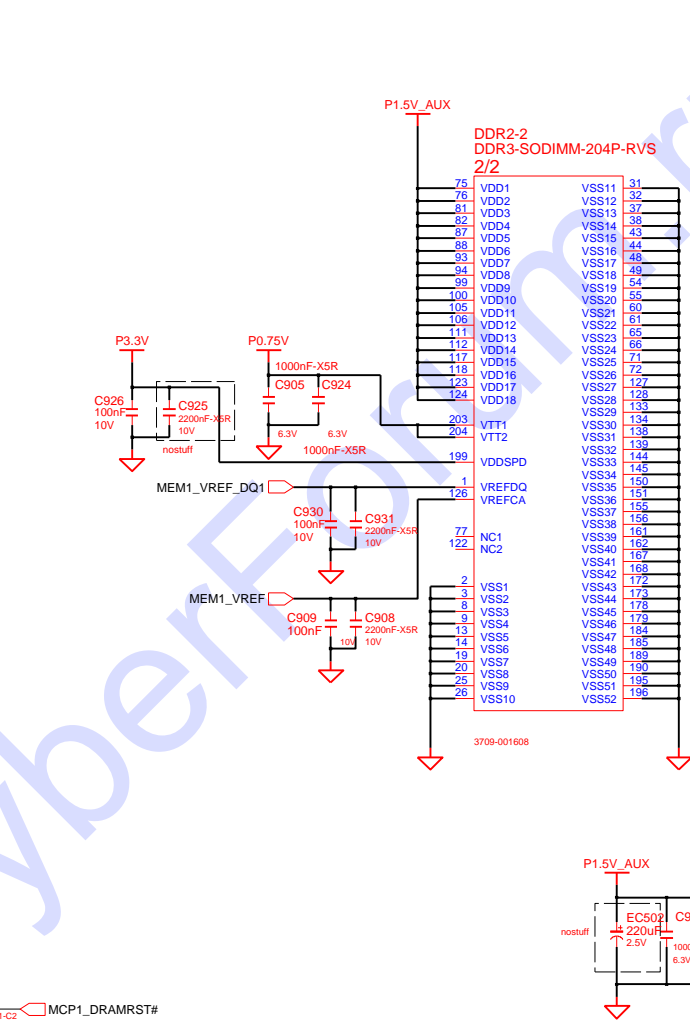 P1.5V_AUX
DDR2-2
DDR3-SODIMM-204P-RVS
2/2
75 VDD1 VSS11 31
76 VDD2 VSS12 32
81 VDD3 VSS13 37
82 VDD4 VSS14 38
87 VDD5 VSS15 43
88 VDD6 VSS16 44
93 VDD7 VSS17 48
94 VDD8 VSS18 49
99 VDD9 VSS19 54
100 VDD10 VSS20 55
105 VDD11 VSS21 60
106 VDD12 VSS22 61
111 VDD13 VSS23 65
112 VDD14 VSS24 66
117 VDD15 VSS25 71
118 VDD16 VSS26 72
123 VDD17 VSS27 127
124 VDD18 VSS28 128
VSS29 133
203 VTT1 VSS30 134
204 VTT2 VSS31 138
VSS32 139
199 VDDSPD VSS33 144
VSS34 145
1 VREFDQ VSS35 150
126 VREFCA VSS36 151
VSS37 155
VSS38 156
77 NC1 VSS39 161
122 NC2 VSS40 162
VSS41 167
VSS42 168
2 VSS1 VSS43 172
3 VSS2 VSS44 173
8 VSS3 VSS45 178
9 VSS4 VSS46 179
13 VSS5 VSS47 184
14 VSS6 VSS48 185
19 VSS7 VSS49 189
20 VSS8 VSS50 190
25 VSS9 VSS51 195
26 VSS10 VSS52 196
3709-001608
P3.3V
C926
100nF
10V
C925
2200nF-X5R
10V
nostuff
P0.75V
1000nF-X5R
C905 C924
6.3V 6.3V
1000nF-X5R
MEM1_VREF_DQ1
C930
100nF
10V
C931
2200nF-X5R
10V
MEM1_VREF
C909
100nF
10V
C908
2200nF-X5R
10V
P1.5V_AUX
nostuff
EC502
220uF
2.5V
C9
1000
6.3V
1-C2
MCP1_DRAMRST#
yberForum.r